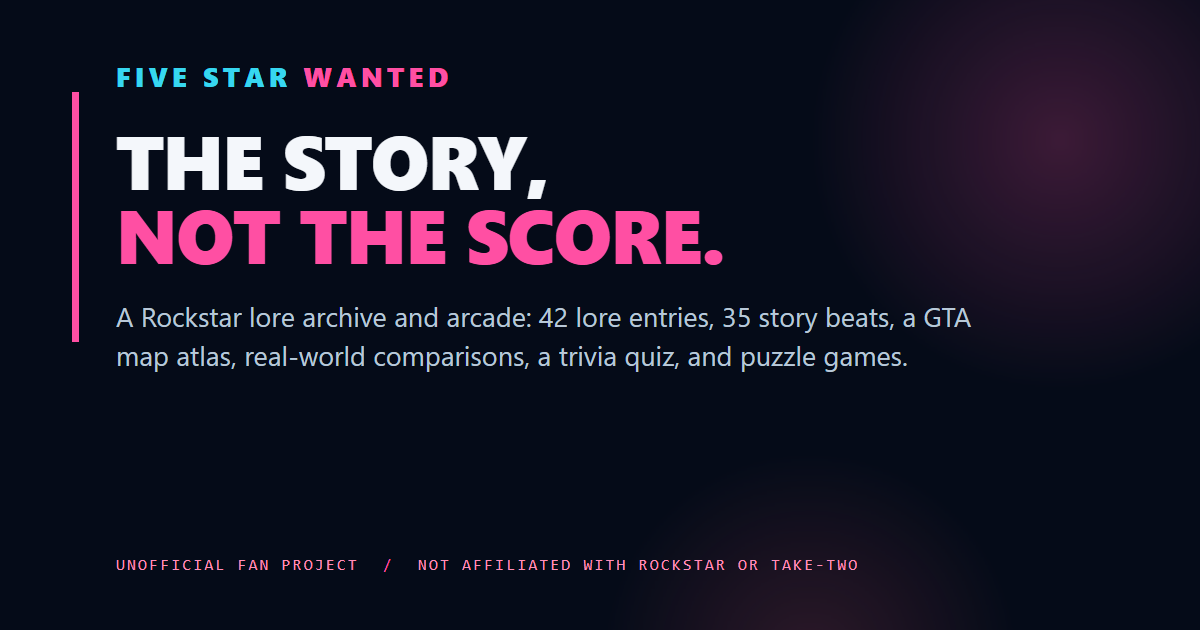 FIVE STAR WANTED
THE STORY,
NOT THE SCORE.
A Rockstar lore archive and arcade: 42 lore entries, 35 story beats, a GTA
map atlas, real-world comparisons, a trivia quiz, and puzzle games.
UNOFFICIAL FAN PROJECT / NOT AFFILIATED WITH ROCKSTAR OR TAKE-TWO